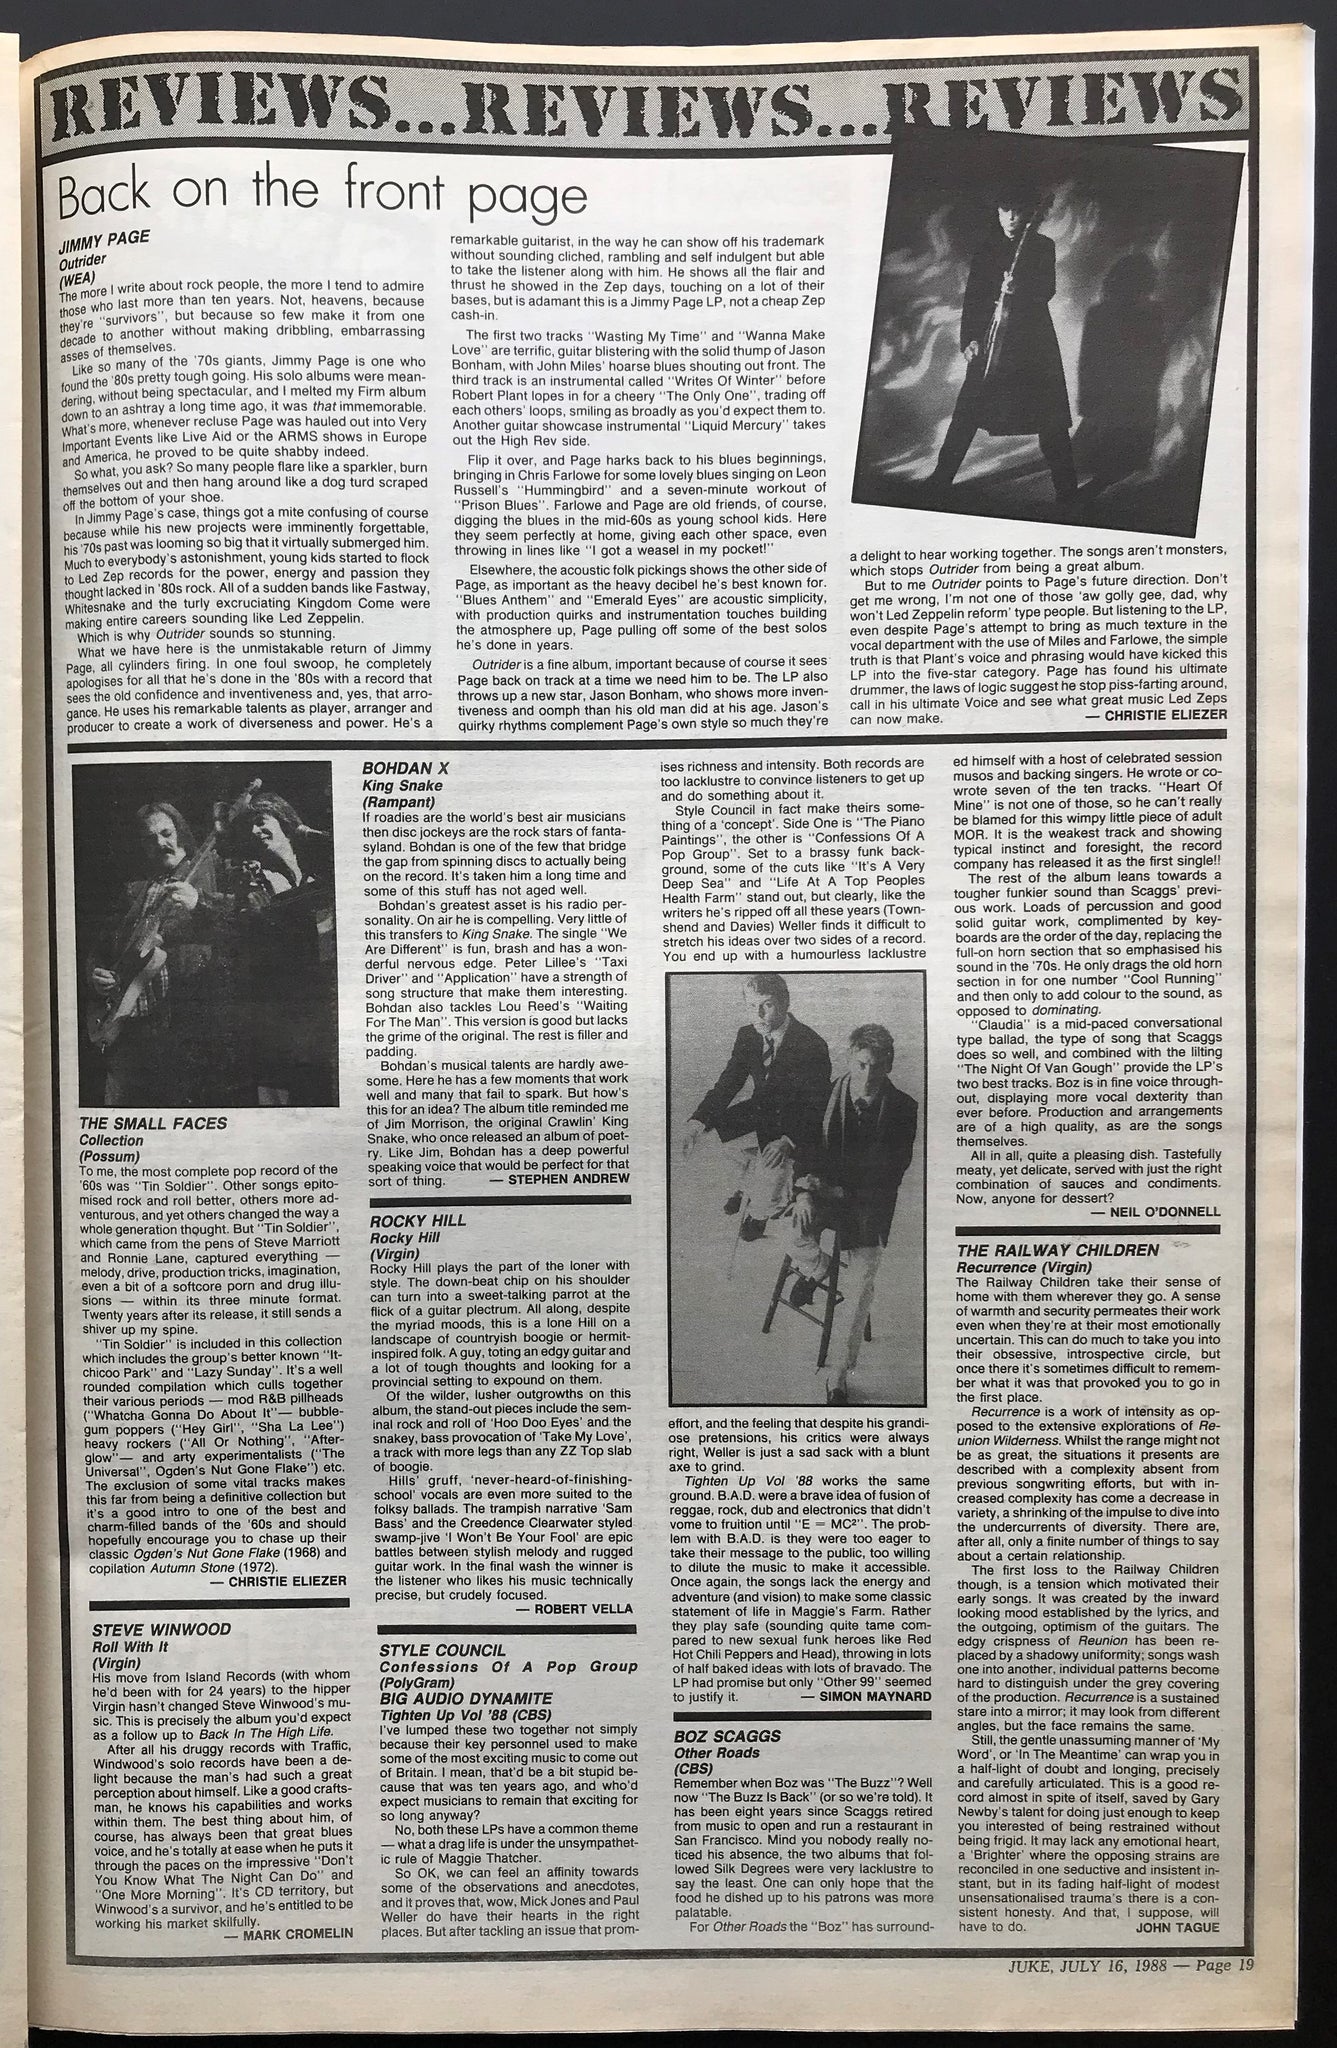 REVIEWS...REVIEWS...REVIEWS
Back on the front page
JIMMY PAGE
Outrider
(WEA)
The more I write about rock people, the more I tend to admire
those who last more than ten years. Not, heavens, because
they're "survivors", but because so few make it from one
decade to another without making dribbling, embarrassing
asses of themselves.
Like so many of the '70s giants, Jimmy Page is one who
found the '80s pretty tough going. His solo albums were mean-
dering, without being spectacular, and I melted my Firm album
down to an ashtray a long time ago, it was that immemorable.
What's more, whenever recluse Page was hauled out into Very
Important Events like Live Aid or the ARMS shows in Europe
and America, he proved to be quite shabby indeed.
So what, you ask? So many people flare like a sparkler, burn
themselves out and then hang around like a dog turd scraped
off the bottom of your shoe.
In Jimmy Page's case, things got a mite confusing of course
because while his new projects were imminently forgettable,
his '70s past was looming so big that it virtually submerged him.
Much to everybody's astonishment, young kids started to flock
to Led Zep records for the power, energy and passion they
thought lacked in '80s rock. All of a sudden bands like Fastway,
Whitesnake and the turly excruciating Kingdom Come were
making entire careers sounding like Led Zeppelin.
Which is why Outrider sounds so stunning.
What we have here is the unmistakable return of Jimmy
Page, all cylinders firing. In one foul swoop, he completely
apologises for all that he's done in the '80s with a record that
sees the old confidence and inventiveness and, yes, that arro-
gance. He uses his remarkable talents as player, arranger and
producer to create a work of diverseness and power. He's a
remarkable guitarist, in the way he can show off his trademark
without sounding cliched, rambling and self indulgent but able
to take the listener along with him. He shows all the flair and
thrust he showed in the Zep days, touching on a lot of their
bases, but is adamant this is a Jimmy Page LP, not a cheap Zep
cash-in.
The first two tracks "Wasting My Time" and "Wanna Make
Love" are terrific, guitar blistering with the solid thump of Jason
Bonham, with John Miles' hoarse blues shouting out front. The
third track is an instrumental called "Writes Of Winter" before
Robert Plant lopes in for a cheery "The Only One", trading off
each others' loops, smiling as broadly as you'd expect them to.
Another guitar showcase instrumental "Liquid Mercury" takes
out the High Rev side.
Flip it over, and Page harks back to his blues beginnings,
bringing in Chris Farlowe for some lovely blues singing on Leon
Russell's "Hummingbird" and a seven-minute workout of
"Prison Blues". Farlowe and Page are old friends, of course,
digging the blues in the mid-60s as young school kids. Here
they seem perfectly at home, giving each other space, even
throwing in lines like "I got a weasel in my pocket!"
Elsewhere, the acoustic folk pickings shows the other side of
Page, as important as the heavy decibel he's best known for.
"Blues Anthem" and "Emerald Eyes" are acoustic simplicity,
with production quirks and instrumentation touches building
the atmosphere up, Page pulling off some of the best solos
he's done in years.
Outrider is a fine album, important because of course it sees
Page back on track at a time we need him to be. The LP also
throws up a new star, Jason Bonham, who shows more inven-
tiveness and oomph than his old man did at his age. Jason's
quirky rhythms complement Page's own style so much they're
a delight to hear working together. The songs aren't monsters,
which stops Outrider from being a great album.
But to me Outrider points to Page's future direction. Don't
get me wrong, I'm not one of those 'aw golly gee, dad, why
won't Led Zeppelin reform' type people. But listening to the LP,
even despite Page's attempt to bring as much texture in the
vocal department with the use of Miles and Farlowe, the simple
truth is that Plant's voice and phrasing would have kicked this
LP into the five-star category. Page has found his ultimate
drummer, the laws of logic suggest he stop piss-farting around,
call in his ultimate Voice and see what great music Led Zeps
can now make. — CHRISTIE ELIEZER
THE SMALL FACES
Collection
(Possum)
To me, the most complete pop record of the
'60s was "Tin Soldier". Other songs epito-
mised rock and roll better, others more ad-
venturous, and yet others changed the way a
whole generation thought. But "Tin Soldier",
which came from the pens of Steve Marriott
and Ronnie Lane, captured everything —
melody, drive, production tricks, imagination,
even a bit of a softcore porn and drug illu-
sions — within its three minute format.
Twenty years after its release, it still sends a
shiver up my spine.
"Tin Soldier" is included in this collection
which includes the group's better known "It-
chicoo Park" and "Lazy Sunday". It's a well
rounded compilation which culls together
their various periods — mod R&B pillheads
("Whatcha Gonna Do About It"— bubble-
gum poppers ("Hey Girl", "Sha La Lee")
heavy rockers ("All Or Nothing", "After-
glow"— and arty experimentalists ("The
Universal", Ogden's Nut Gone Flake") etc.
The exclusion of some vital tracks makes
this far from being a definitive collection but
it's a good intro to one of the best and
charm-filled bands of the '60s and should
hopefully encourage you to chase up their
classic Ogden's Nut Gone Flake (1968) and
copilation Autumn Stone (1972).
— CHRISTIE ELIEZER
STEVE WINWOOD
Roll With It
(Virgin)
His move from Island Records (with whom
he'd been with for 24 years) to the hipper
Virgin hasn't changed Steve Winwood's mu-
sic. This is precisely the album you'd expect
as a follow up to Back In The High Life.
After all his druggy records with Traffic,
Windwood's solo records have been a de-
light because the man's had such a great
perception about himself. Like a good crafts-
man, he knows his capabilities and works
within them. The best thing about him, of
course, has always been that great blues
voice, and he's totally at ease when he puts it
through the paces on the impressive "Don't
You Know What The Night Can Do" and
"One More Morning". It's CD territory, but
Winwood's a survivor, and he's entitled to be
working his market skilfully.
— MARK CROMELIN
BOHDAN X
King Snake
(Rampant)
If roadies are the world's best air musicians
then disc jockeys are the rock stars of fanta-
syland. Bohdan is one of the few that bridge
the gap from spinning discs to actually being
on the record. It's taken him a long time and
some of this stuff has not aged well.
Bohdan's greatest asset is his radio per-
sonality. On air he is compelling. Very little of
this transfers to King Snake. The single "We
Are Different" is fun, brash and has a won-
derful nervous edge. Peter Lillee's "Taxi
Driver" and "Application" have a strength of
song structure that make them interesting.
Bohdan also tackles Lou Reed's "Waiting
For The Man". This version is good but lacks
the grime of the original. The rest is filler and
padding.
Bohdan's musical talents are hardly awe-
some. Here he has a few moments that work
well and many that fail to spark. But how's
this for an idea? The album title reminded me
of Jim Morrison, the original Crawlin' King
Snake, who once released an album of poet-
ry. Like Jim, Bohdan has a deep powerful
speaking voice that would be perfect for that
sort of thing. — STEPHEN ANDREW
ROCKY HILL
Rocky Hill
(Virgin)
Rocky Hill plays the part of the loner with
style. The down-beat chip on his shoulder
can turn into a sweet-talking parrot at the
flick of a guitar plectrum. All along, despite
the myriad moods, this is a lone Hill on a
landscape of countryish boogie or hermit-
inspired folk. A guy, toting an edgy guitar and
a lot of tough thoughts and looking for a
provincial setting to expound on them.
Of the wilder, lusher outgrowths on this
album, the stand-out pieces include the sem-
inal rock and roll of 'Hoo Doo Eyes' and the
snakey, bass provocation of 'Take My Love',
a track with more legs than any ZZ Top slab
of boogie.
Hills' gruff, 'never-heard-of-finishing-
school' vocals are even more suited to the
folksy ballads. The trampish narrative 'Sam
Bass' and the Creedence Clearwater styled
swamp-jive 'I Won't Be Your Fool' are epic
battles between stylish melody and rugged
guitar work. In the final wash the winner is
the listener who likes his music technically
precise, but crudely focused.
— ROBERT VELLA
STYLE COUNCIL
Confessions Of A Pop Group
(PolyGram)
BIG AUDIO DYNAMITE
Tighten Up Vol '88 (CBS)
I've lumped these two together not simply
because their key personnel used to make
some of the most exciting music to come out
of Britain. I mean, that'd be a bit stupid be-
cause that was ten years ago, and who'd
expect musicians to remain that exciting for
so long anyway?
No, both these LPs have a common theme
— what a drag life is under the unsympathet-
ic rule of Maggie Thatcher.
So OK, we can feel an affinity towards
some of the observations and anecdotes,
and it proves that, wow, Mick Jones and Paul
Weller do have their hearts in the right
places. But after tackling an issue that prom-
ises richness and intensity. Both records are
too lacklustre to convince listeners to get up
and do something about it.
Style Council in fact make theirs some-
thing of a 'concept'. Side One is "The Piano
Paintings", the other is "Confessions Of A
Pop Group". Set to a brassy funk back-
ground, some of the cuts like "It's A Very
Deep Sea" and "Life At A Top Peoples
Health Farm" stand out, but clearly, like the
writers he's ripped off all these years (Town-
shend and Davies) Weller finds it difficult to
stretch his ideas over two sides of a record.
You end up with a humourless lacklustre
effort, and the feeling that despite his grandi-
ose pretensions, his critics were always
right, Weller is just a sad sack with a blunt
axe to grind.
Tighten Up Vol '88 works the same
ground. B.A.D. were a brave idea of fusion of
reggae, rock, dub and electronics that didn't
vome to fruition until "E = MC²". The prob-
lem with B.A.D. is they were too eager to
take their message to the public, too willing
to dilute the music to make it accessible.
Once again, the songs lack the energy and
adventure (and vision) to make some classic
statement of life in Maggie's Farm. Rather
they play safe (sounding quite tame com-
pared to new sexual funk heroes like Red
Hot Chili Peppers and Head), throwing in lots
of half baked ideas with lots of bravado. The
LP had promise but only "Other 99" seemed
to justify it. — SIMON MAYNARD
BOZ SCAGGS
Other Roads
(CBS)
Remember when Boz was "The Buzz"? Well
now "The Buzz Is Back" (or so we're told). It
has been eight years since Scaggs retired
from music to open and run a restaurant in
San Francisco. Mind you nobody really no-
ticed his absence, the two albums that fol-
lowed Silk Degrees were very lacklustre to
say the least. One can only hope that the
food he dished up to his patrons was more
palatable.
For Other Roads the "Boz" has surround-
ed himself with a host of celebrated session
musos and backing singers. He wrote or co-
wrote seven of the ten tracks. "Heart Of
Mine" is not one of those, so he can't really
be blamed for this wimpy little piece of adult
MOR. It is the weakest track and showing
typical instinct and foresight, the record
company has released it as the first single!!
The rest of the album leans towards a
tougher funkier sound than Scaggs' previ-
ous work. Loads of percussion and good
solid guitar work, complimented by key-
boards are the order of the day, replacing the
full-on horn section that so emphasised his
sound in the '70s. He only drags the old horn
section in for one number "Cool Running"
and then only to add colour to the sound, as
opposed to dominating.
"Claudia" is a mid-paced conversational
type ballad, the type of song that Scaggs
does so well, and combined with the lilting
"The Night Of Van Gough" provide the LP's
two best tracks. Boz is in fine voice through-
out, displaying more vocal dexterity than
ever before. Production and arrangements
are of a high quality, as are the songs
themselves.
All in all, quite a pleasing dish. Tastefully
meaty, yet delicate, served with just the right
combination of sauces and condiments.
Now, anyone for dessert?
— NEIL O'DONNELL
THE RAILWAY CHILDREN
Recurrence (Virgin)
The Railway Children take their sense of
home with them wherever they go. A sense
of warmth and security permeates their work
even when they're at their most emotionally
uncertain. This can do much to take you into
their obsessive, introspective circle, but
once there it's sometimes difficult to remem-
ber what it was that provoked you to go in
the first place.
Recurrence is a work of intensity as op-
posed to the extensive explorations of Re-
union Wilderness. Whilst the range might not
be as great, the situations it presents are
described with a complexity absent from
previous songwriting efforts, but with in-
creased complexity has come a decrease in
variety, a shrinking of the impulse to dive into
the undercurrents of diversity. There are,
after all, only a finite number of things to say
about a certain relationship.
The first loss to the Railway Children
though, is a tension which motivated their
early songs. It was created by the inward
looking mood established by the lyrics, and
the outgoing, optimism of the guitars. The
edgy crispness of Reunion has been re-
placed by a shadowy uniformity; songs wash
one into another, individual patterns become
hard to distinguish under the grey covering
of the production. Recurrence is a sustained
stare into a mirror; it may look from different
angles, but the face remains the same.
Still, the gentle unassuming manner of 'My
Word', or 'In The Meantime' can wrap you in
a half-light of doubt and longing, precisely
and carefully articulated. This is a good re-
cord almost in spite of itself, saved by Gary
Newby's talent for doing just enough to keep
you interested of being restrained without
being frigid. It may lack any emotional heart,
a 'Brighter' where the opposing strains are
reconciled in one seductive and insistent in-
stant, but in its fading half-light of modest
unsensationalised trauma's there is a con-
sistent honesty. And that, I suppose, will
have to do. JOHN TAGUE
JUKE, JULY 16, 1988 — Page 19